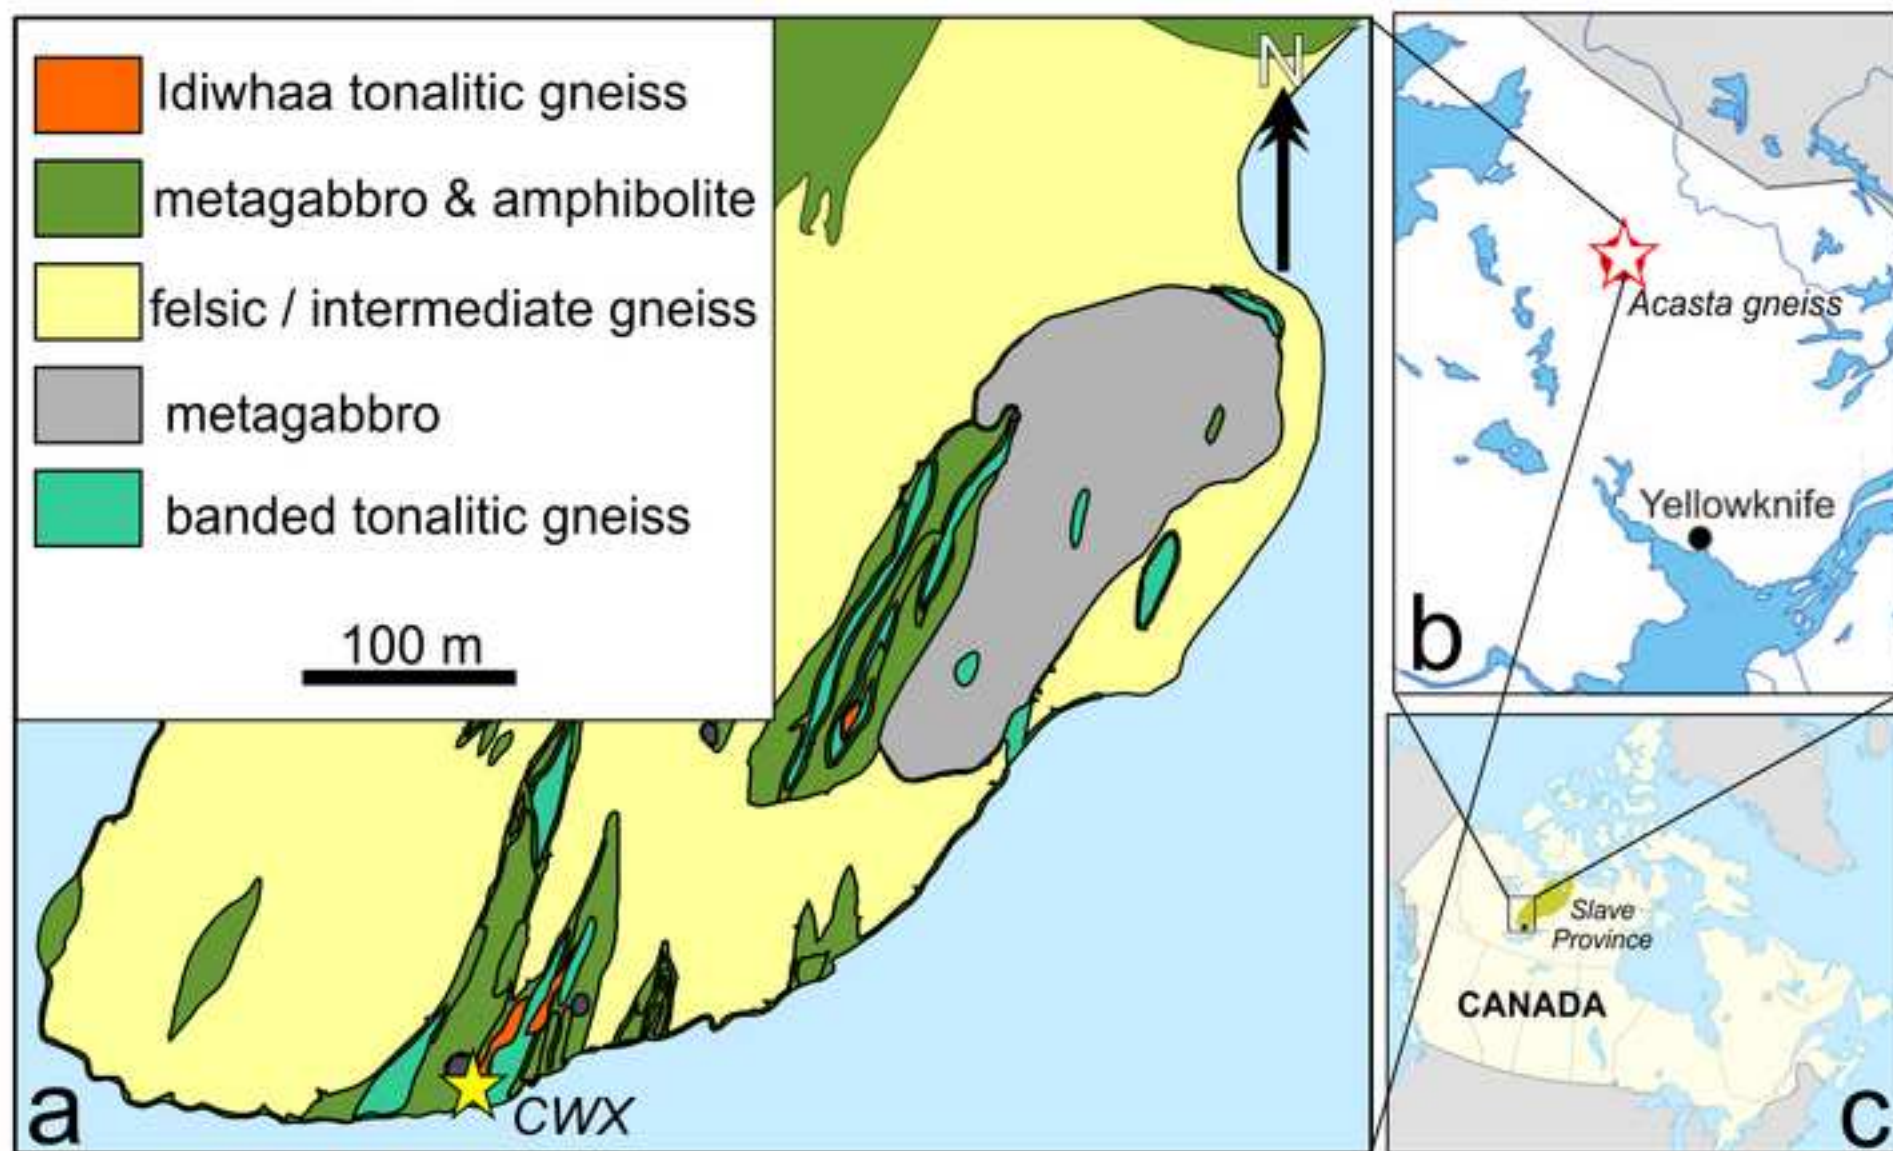 Idiwhaa tonalitic gneiss
metagabbro & amphibolite
felsic / intermediate gneiss
metagabbro
banded tonalitic gneiss
100 m
N
CWX
a
Acasta gneiss
Yellowknife
b
Slave
Province
CANADA
c